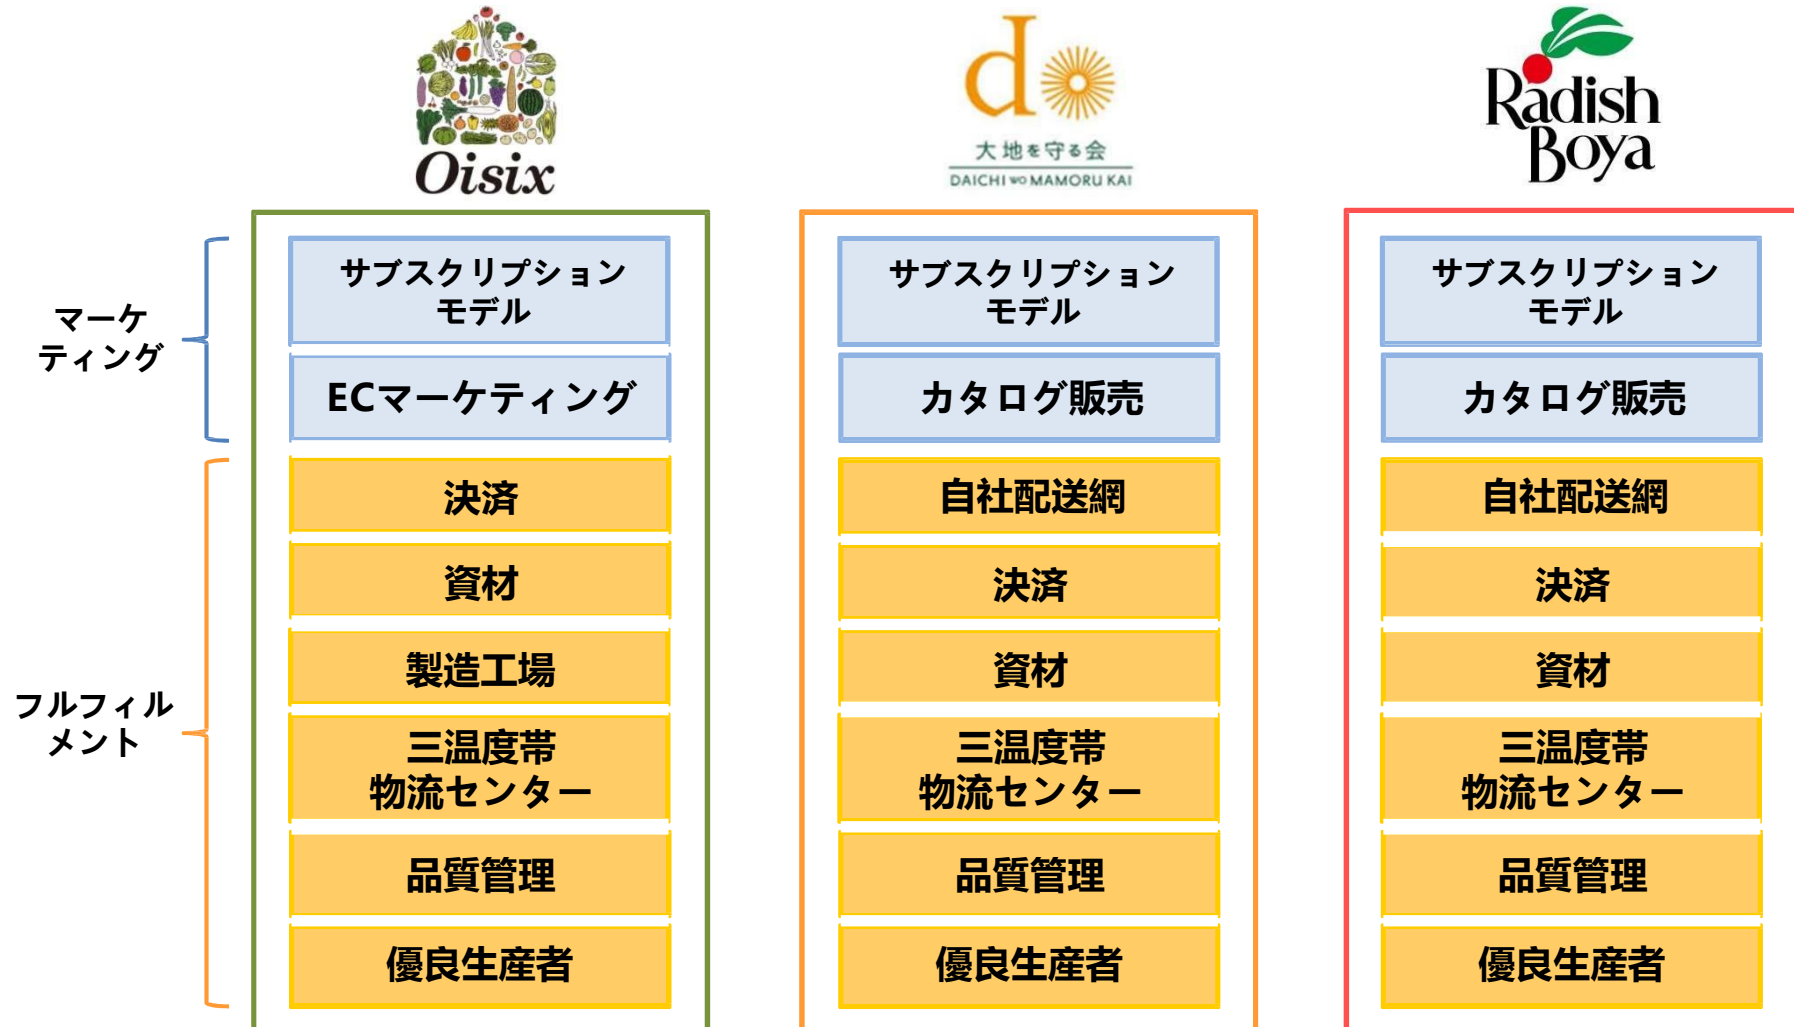 Oisix
do
大地を守る会
DAICHI WO MAMORU KAI
Radish
Boya
マーケ
ティング
フルフィル
メント
サブスクリプション
モデル
ECマーケティング
決済
資材
製造工場
三温度帯
物流センター
品質管理
優良生産者
サブスクリプション
モデル
カタログ販売
自社配送網
決済
資材
三温度帯
物流センター
品質管理
優良生産者
サブスクリプション
モデル
カタログ販売
自社配送網
決済
資材
三温度帯
物流センター
品質管理
優良生産者